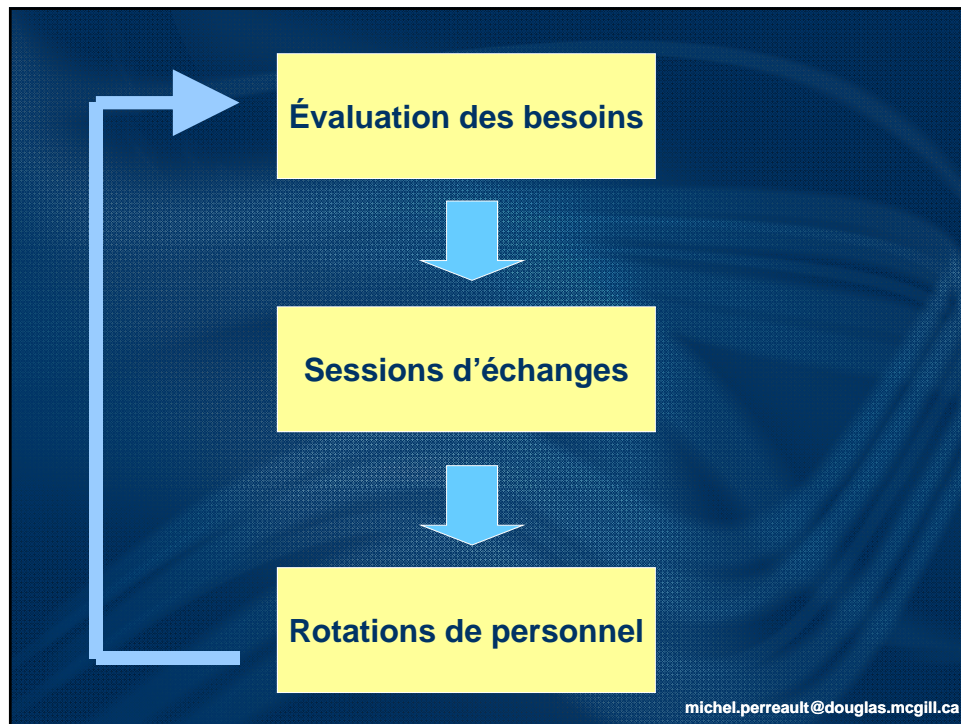 Évaluation des besoins
Sessions d’échanges
Rotations de personnel
michel.perreault@douglas.mcgill.ca